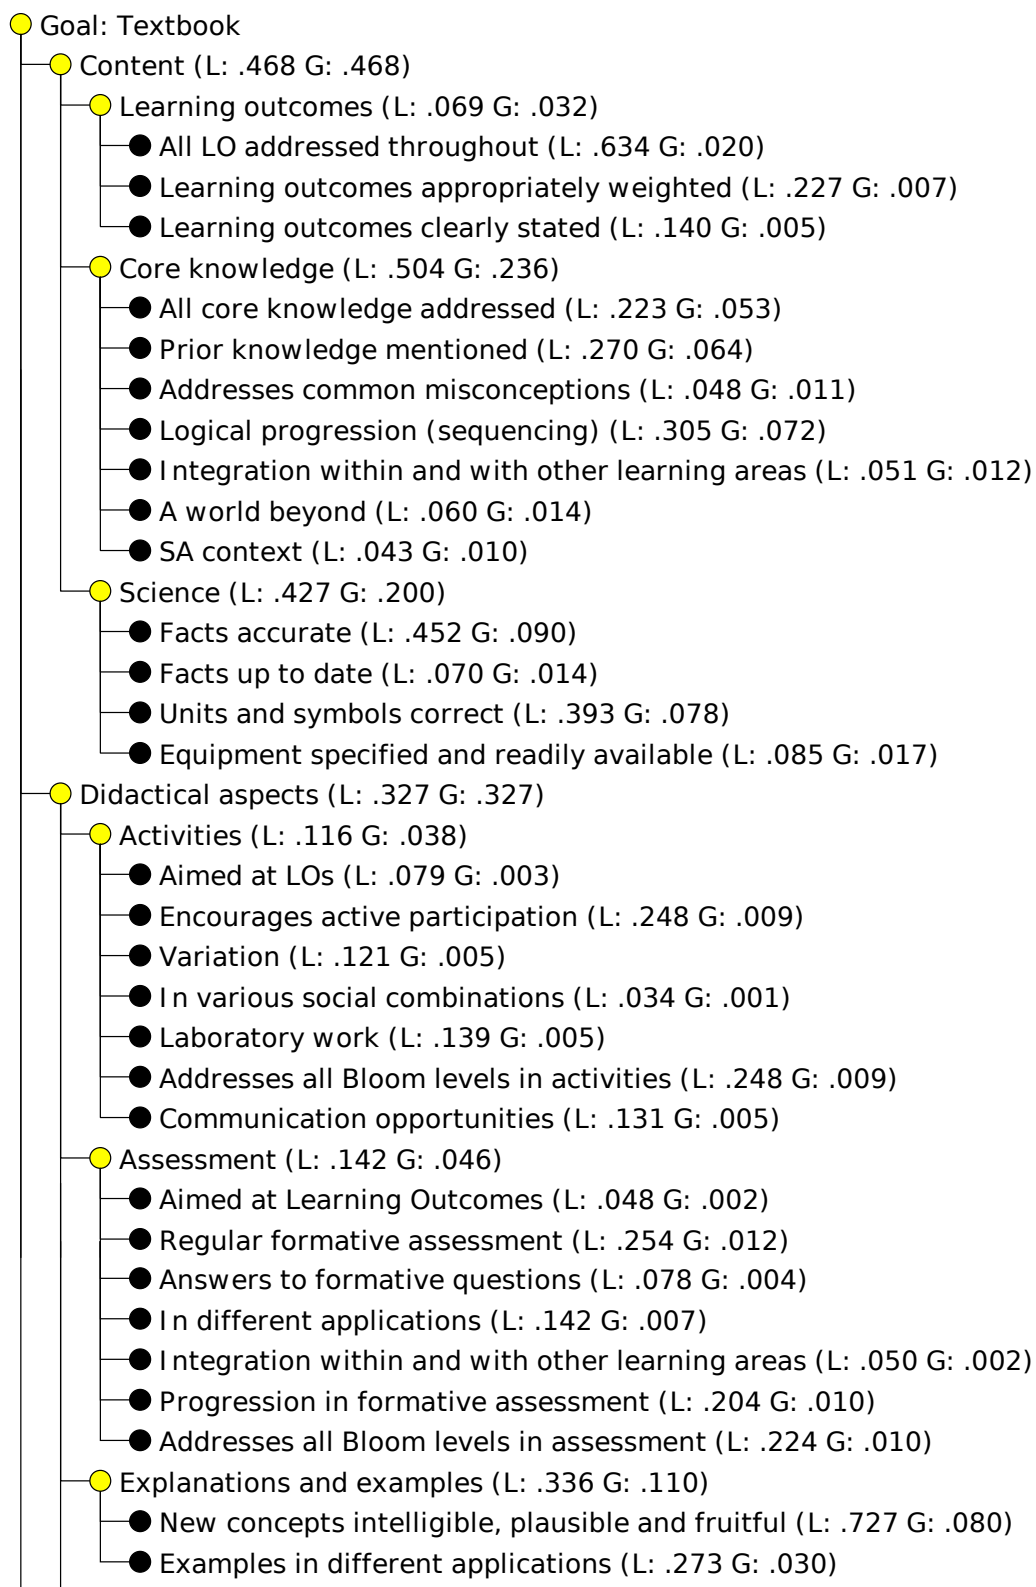 Goal: Textbook
Content (L: .468 G: .468)
Learning outcomes (L: .069 G: .032)
All LO addressed throughout (L: .634 G: .020)
Learning outcomes appropriately weighted (L: .227 G: .007)
Learning outcomes clearly stated (L: .140 G: .005)
Core knowledge (L: .504 G: .236)
All core knowledge addressed (L: .223 G: .053)
Prior knowledge mentioned (L: .270 G: .064)
Addresses common misconceptions (L: .048 G: .011)
Logical progression (sequencing) (L: .305 G: .072)
Integration within and with other learning areas (L: .051 G: .012)
A world beyond (L: .060 G: .014)
SA context (L: .043 G: .010)
Science (L: .427 G: .200)
Facts accurate (L: .452 G: .090)
Facts up to date (L: .070 G: .014)
Units and symbols correct (L: .393 G: .078)
Equipment specified and readily available (L: .085 G: .017)
Didactical aspects (L: .327 G: .327)
Activities (L: .116 G: .038)
Aimed at LOs (L: .079 G: .003)
Encourages active participation (L: .248 G: .009)
Variation (L: .121 G: .005)
In various social combinations (L: .034 G: .001)
Laboratory work (L: .139 G: .005)
Addresses all Bloom levels in activities (L: .248 G: .009)
Communication opportunities (L: .131 G: .005)
Assessment (L: .142 G: .046)
Aimed at Learning Outcomes (L: .048 G: .002)
Regular formative assessment (L: .254 G: .012)
Answers to formative questions (L: .078 G: .004)
In different applications (L: .142 G: .007)
Integration within and with other learning areas (L: .050 G: .002)
Progression in formative assessment (L: .204 G: .010)
Addresses all Bloom levels in assessment (L: .224 G: .010)
Explanations and examples (L: .336 G: .110)
New concepts intelligible, plausible and fruitful (L: .727 G: .080)
Examples in different applications (L: .273 G: .030)